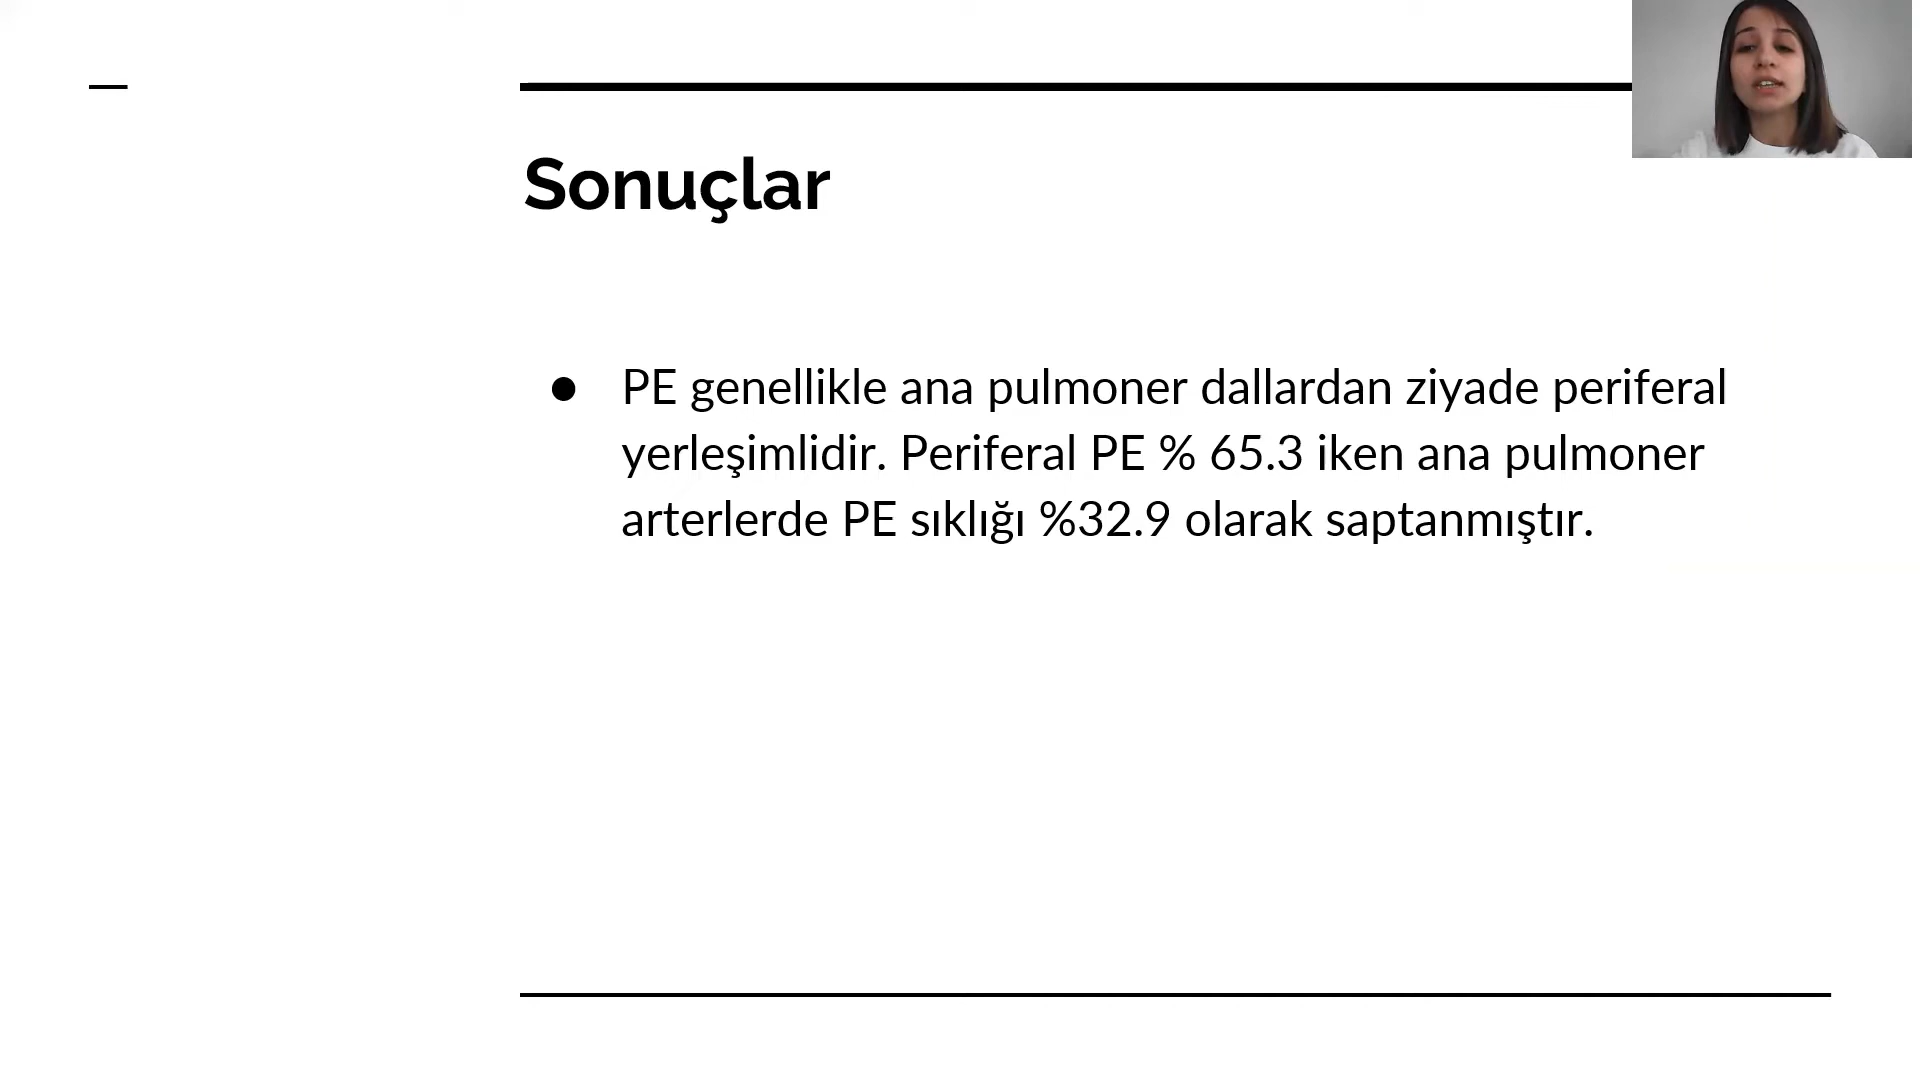 Sonuçlar
● PE genellikle ana pulmoner dallardan ziyade periferal
yerleşimlidir. Periferal PE % 65.3 iken ana pulmoner
arterlerde PE sıklığı %32.9 olarak saptanmıştır.